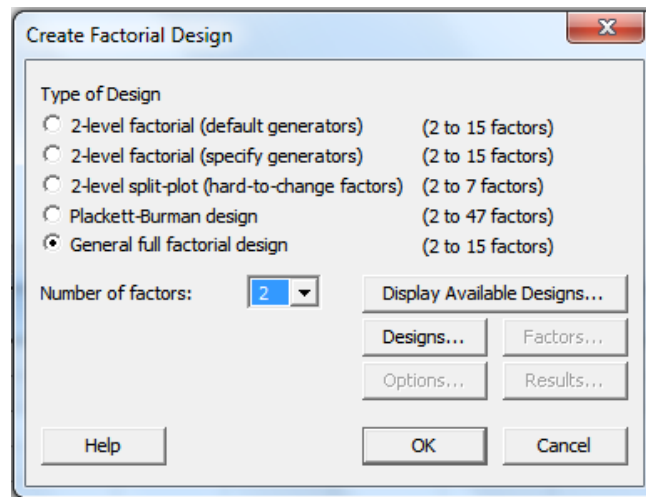 Create Factorial Design
X
Type of Design
2-level factorial (default generators) (2 to 15 factors)
2-level factorial (specify generators) (2 to 15 factors)
2-level split-plot (hard-to-change factors) (2 to 7 factors)
Plackett-Burman design (2 to 47 factors)
General full factorial design (2 to 15 factors)
Number of factors: 2 Display Available Designs...
Designs... Factors...
Options... Results...
Help OK Cancel